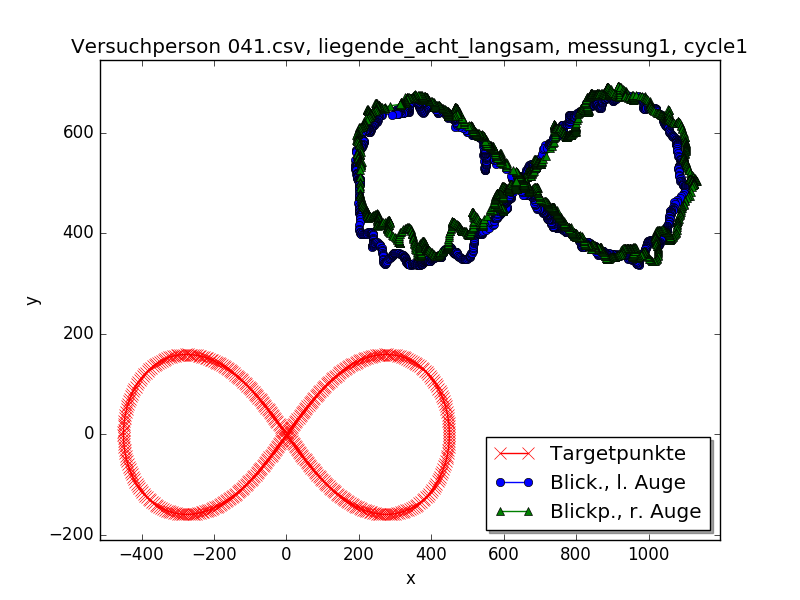 Versuchperson 041.csv, liegende_acht_langsam, messung1, cycle1
600
400
200
0
−200
y
−400
−200
0
200
400
600
800
1000
x
Targetpunkte
Blick., l. Auge
Blickp., r. Auge